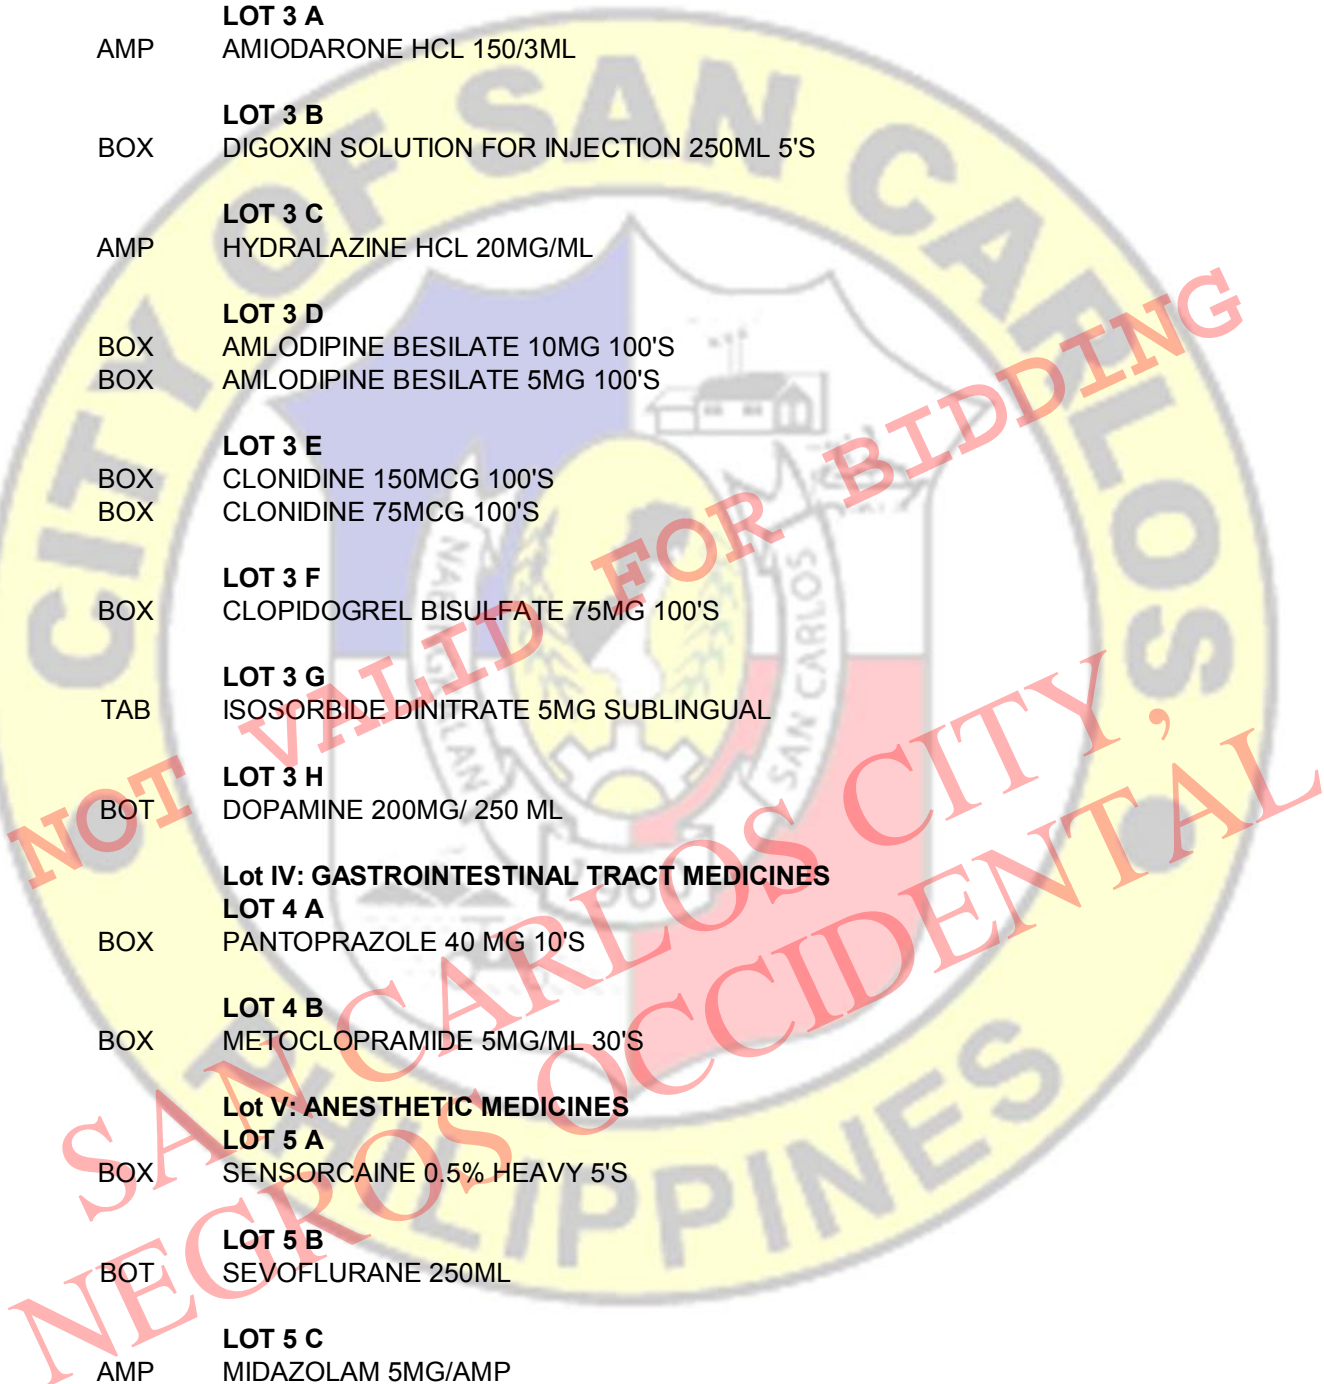 LOT 3 A
AMP AMIODARONE HCL 150/3ML
LOT 3 B
BOX DIGOXIN SOLUTION FOR INJECTION 250ML 5'S
LOT 3 C
AMP HYDRALAZINE HCL 20MG/ML
LOT 3 D
BOX AMLODIPINE BESILATE 10MG 100'S
BOX AMLODIPINE BESILATE 5MG 100'S
LOT 3 E
BOX CLONIDINE 150MCG 100'S
BOX CLONIDINE 75MCG 100'S
LOT 3 F
BOX CLOPIDOGREL BISULFATE 75MG 100'S
LOT 3 G
TAB ISOSORBIDE DINITRATE 5MG SUBLINGUAL
LOT 3 H
BOT DOPAMINE 200MG/ 250 ML
Lot IV: GASTROINTESTINAL TRACT MEDICINES
LOT 4 A
BOX PANTOPRAZOLE 40 MG 10'S
LOT 4 B
BOX METOCLOPRAMIDE 5MG/ML 30'S
Lot V: ANESTHETIC MEDICINES
LOT 5 A
BOX SENSORCAINE 0.5% HEAVY 5'S
LOT 5 B
BOT SEVOFLURANE 250ML
LOT 5 C
AMP MIDAZOLAM 5MG/AMP
NOT VALID FOR BIDDING
SAN CARLOS CITY,
NEGROS OCCIDENTAL
CITY OF SAN CARLOS
PHILIPPINES
SAN CARLOS
1960